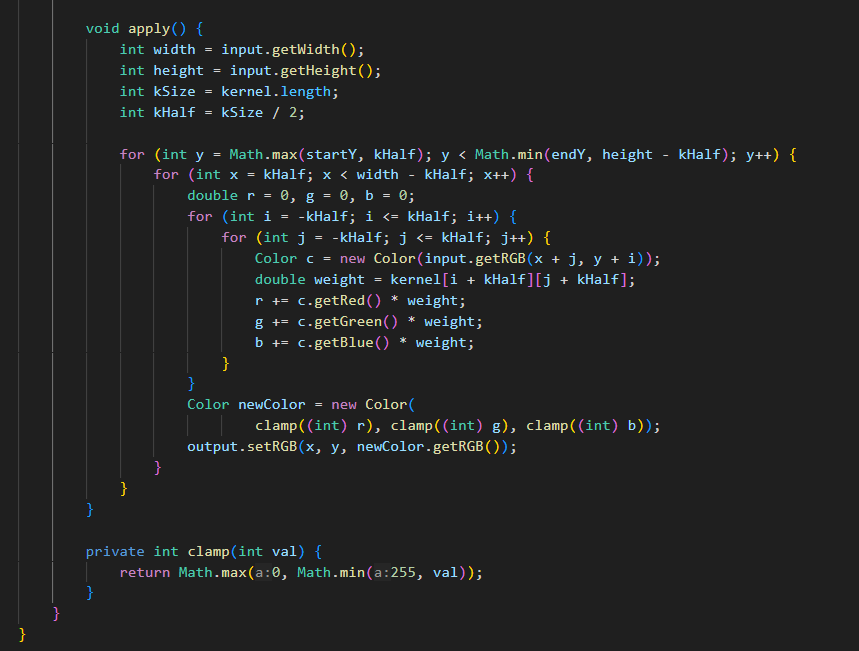 void apply() {
int width = input.getWidth();
int height = input.getHeight();
int kSize = kernel.length;
int kHalf = kSize / 2;
for (int y = Math.max(startY, kHalf); y < Math.min(endY, height - kHalf); y++) {
for (int x = kHalf; x < width - kHalf; x++) {
double r = 0, g = 0, b = 0;
for (int i = -kHalf; i <= kHalf; i++) {
for (int j = -kHalf; j <= kHalf; j++) {
Color c = new Color(input.getRGB(x + j, y + i));
double weight = kernel[i + kHalf][j + kHalf];
r += c.getRed() * weight;
g += c.getGreen() * weight;
b += c.getBlue() * weight;
}
}
Color newColor = new Color(
clamp((int) r), clamp((int) g), clamp((int) b));
output.setRGB(x, y, newColor.getRGB());
}
}
}
private int clamp(int val) {
return Math.max(a:0, Math.min(a:255, val));
}
}
}